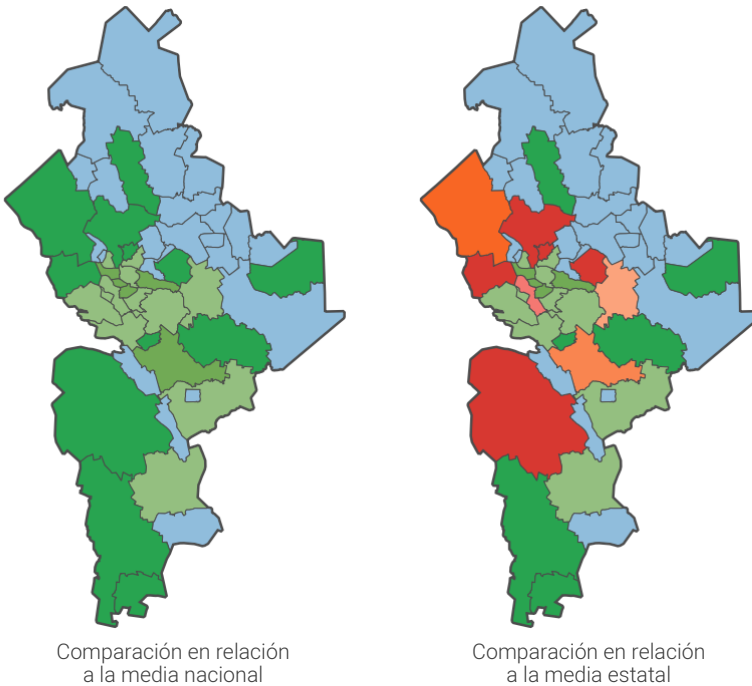 Comparación en relación
a la media nacional
Comparación en relación
a la media estatal